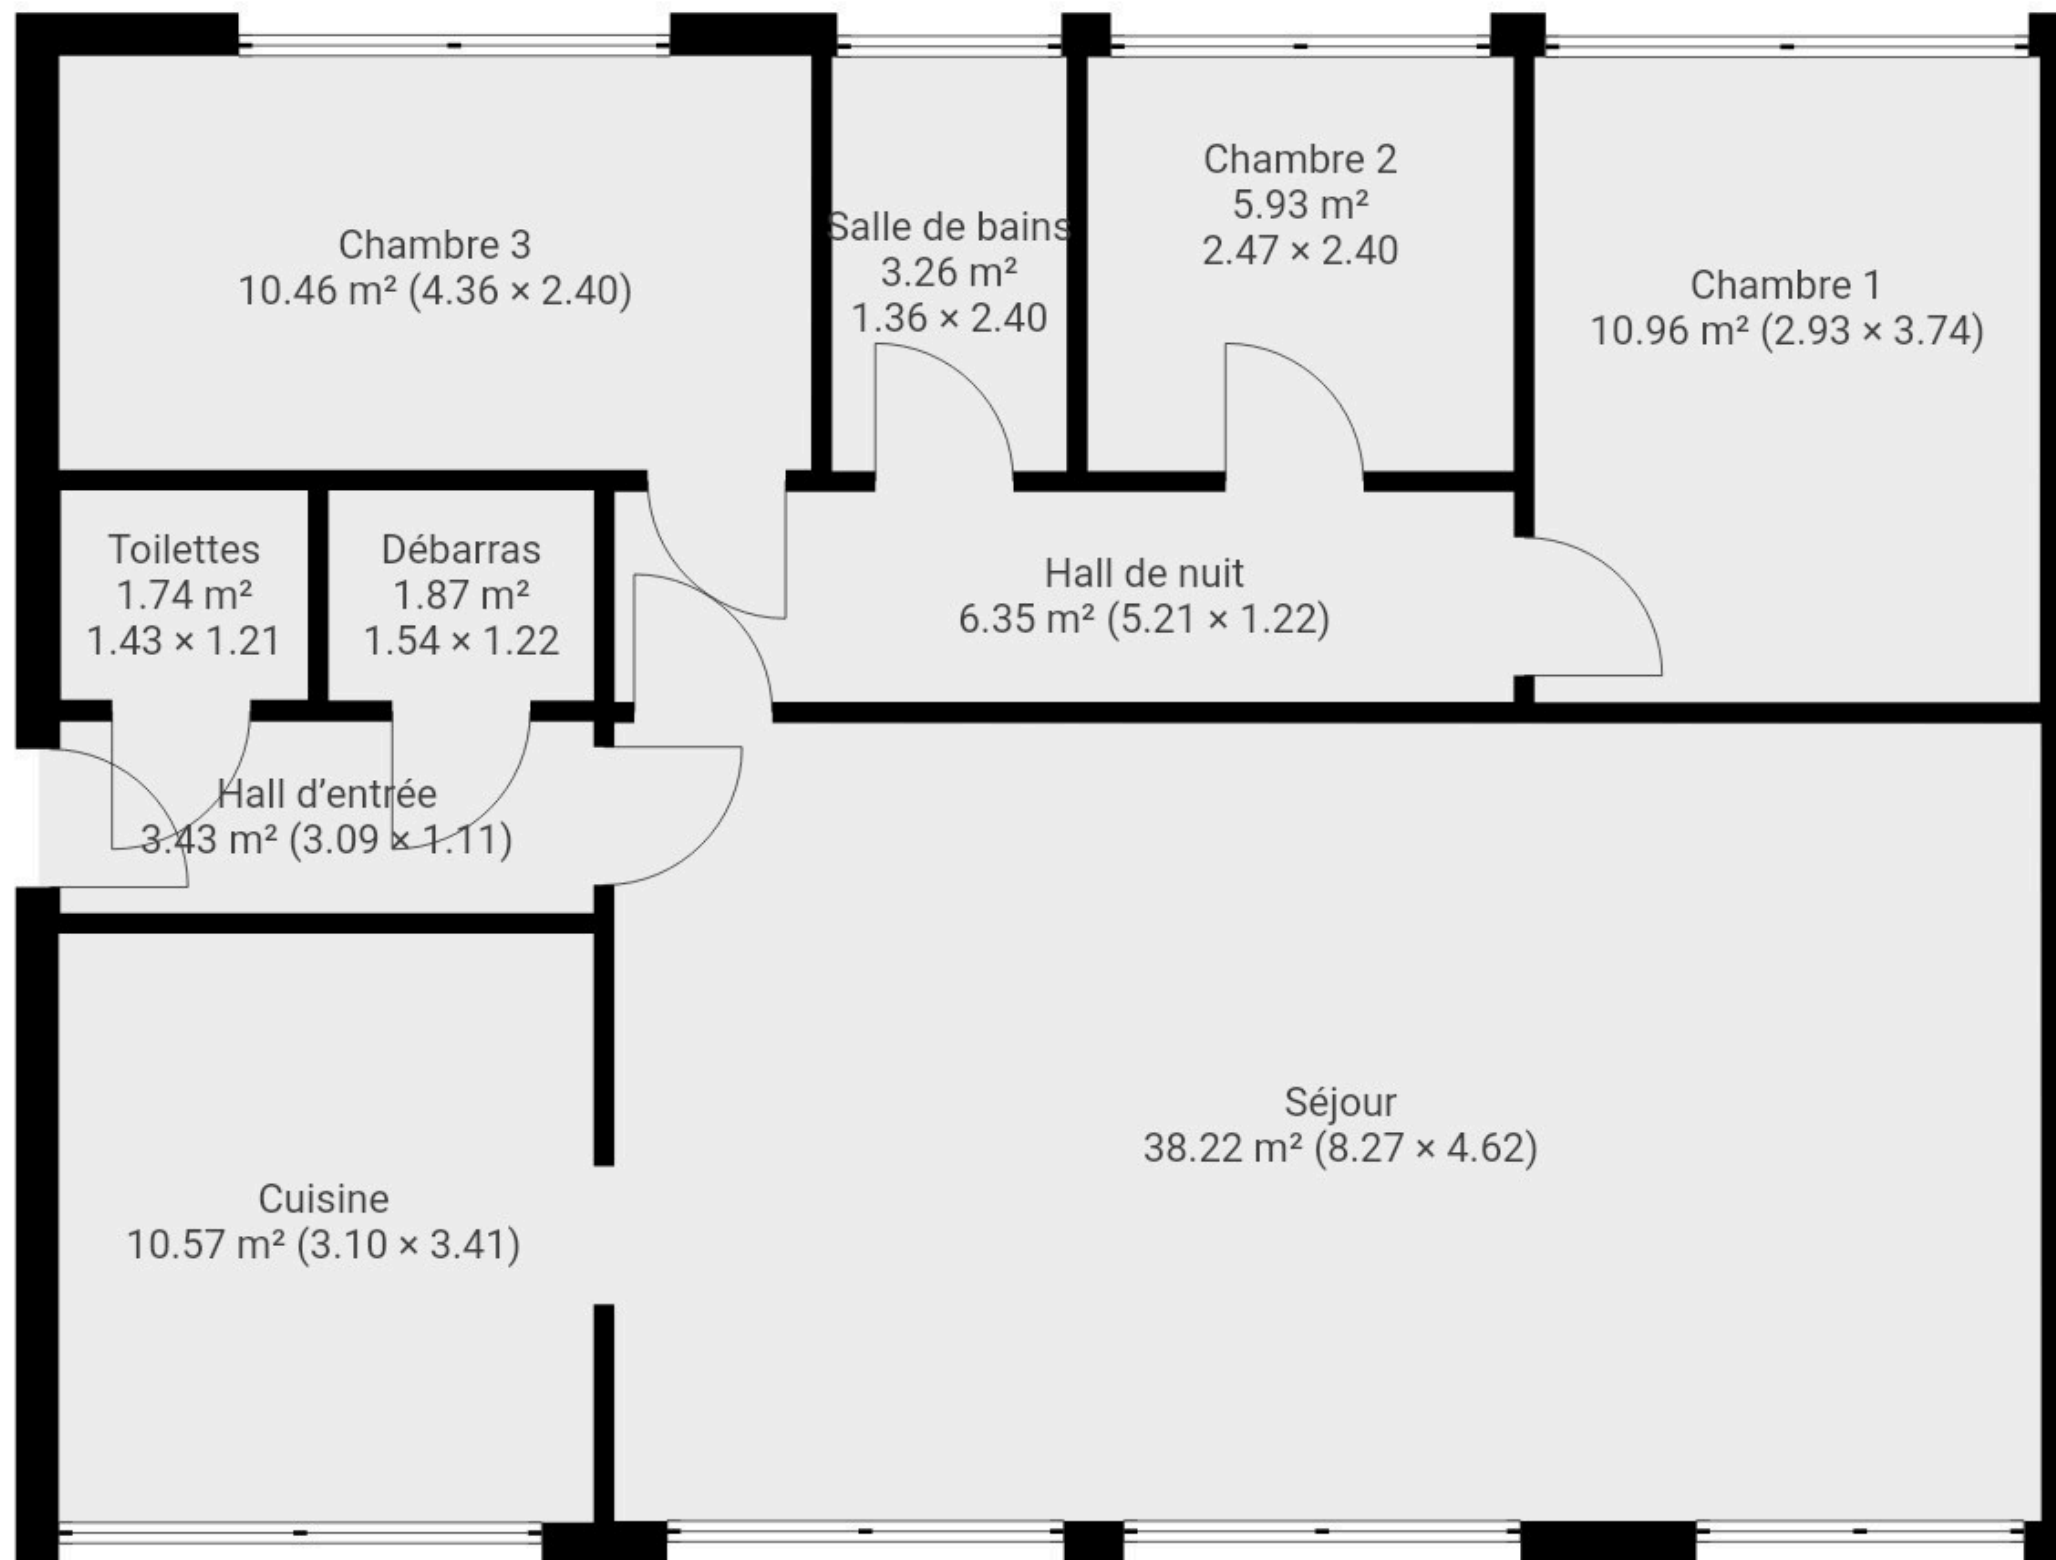 Chambre 3
10.46 m² (4.36 × 2.40)
Salle de bains
3.26 m²
1.36 × 2.40
Chambre 2
5.93 m²
2.47 × 2.40
Chambre 1
10.96 m² (2.93 × 3.74)
Toilettes
1.74 m²
1.43 × 1.21
Débarras
1.87 m²
1.54 × 1.22
Hall de nuit
6.35 m² (5.21 × 1.22)
Hall d’entrée
3.43 m² (3.09 × 1.11)
Séjour
38.22 m² (8.27 × 4.62)
Cuisine
10.57 m² (3.10 × 3.41)